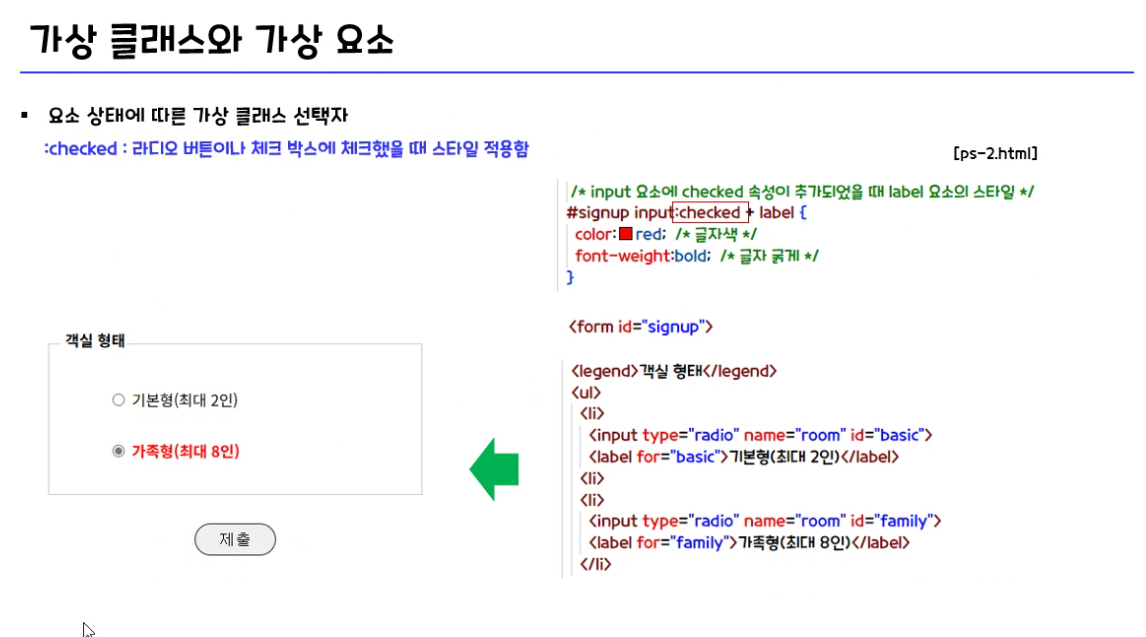 가상 클래스와 가상 요소
▪ 요소 상태에 따른 가상 클래스 선택자
:checked : 라디오 버튼이나 체크 박스에 체크했을 때 스타일 적용함
[ps-2.html]
/* input 요소에 checked 속성이 추가되었을 때 label 요소의 스타일 */
#signup input:checked + label {
color: red; /* 글자색 */
font-weight:bold; /* 글자 굵게 */
}
<form id="signup">
<legend>객실 형태</legend>
<ul>
<li>
<input type="radio" name="room" id="basic">
<label for="basic">기본형(최대 2인)</label>
<li>
<li>
<input type="radio" name="room" id="family">
<label for="family">가족형(최대 8인)</label>
</li>
객실 형태
기본형(최대 2인)
가족형(최대 8인)
제출